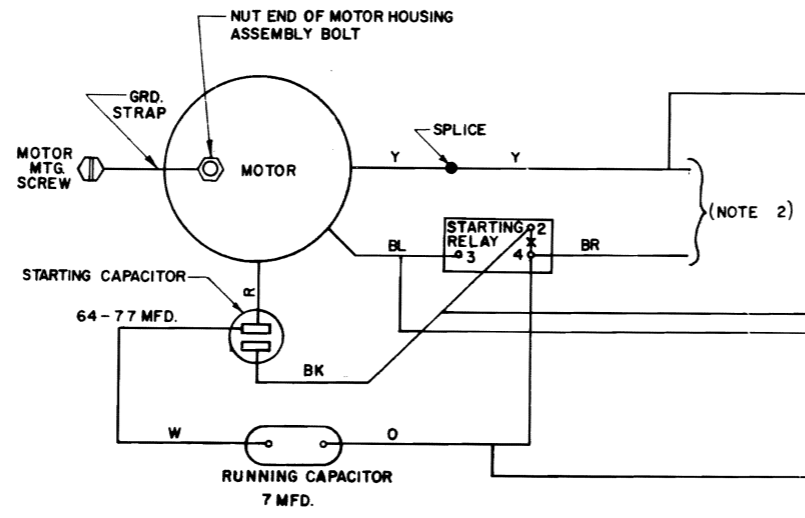 NUT END OF MOTOR HOUSING
ASSEMBLY BOLT
GRD.
STRAP
MOTOR
MTG.
SCREW
MOTOR
Y
SPLICE
Y
(NOTE 2)
STARTING
RELAY
2
3
4
BL
BR
STARTING CAPACITOR
R
64-77 MFD.
BK
W
O
RUNNING CAPACITOR
7 MFD.